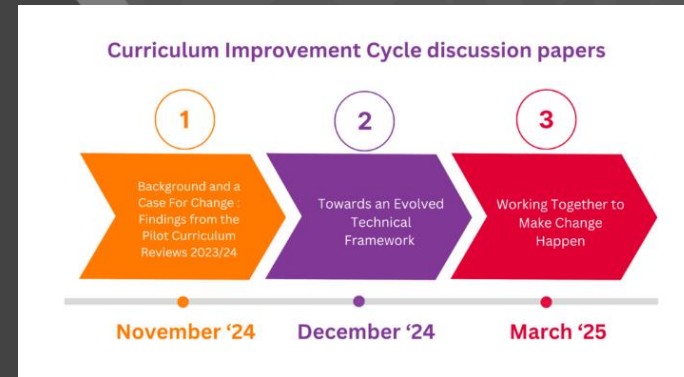 Curriculum Improvement Cycle discussion papers
1
2
3
Background and a
Case For Change :
Findings from the
Pilot Curriculum
Reviews 2023/24
Towards an Evolved
Technical
Framework
Working Together to
Make Change
Happen
November ‘24
December ‘24
March ‘25